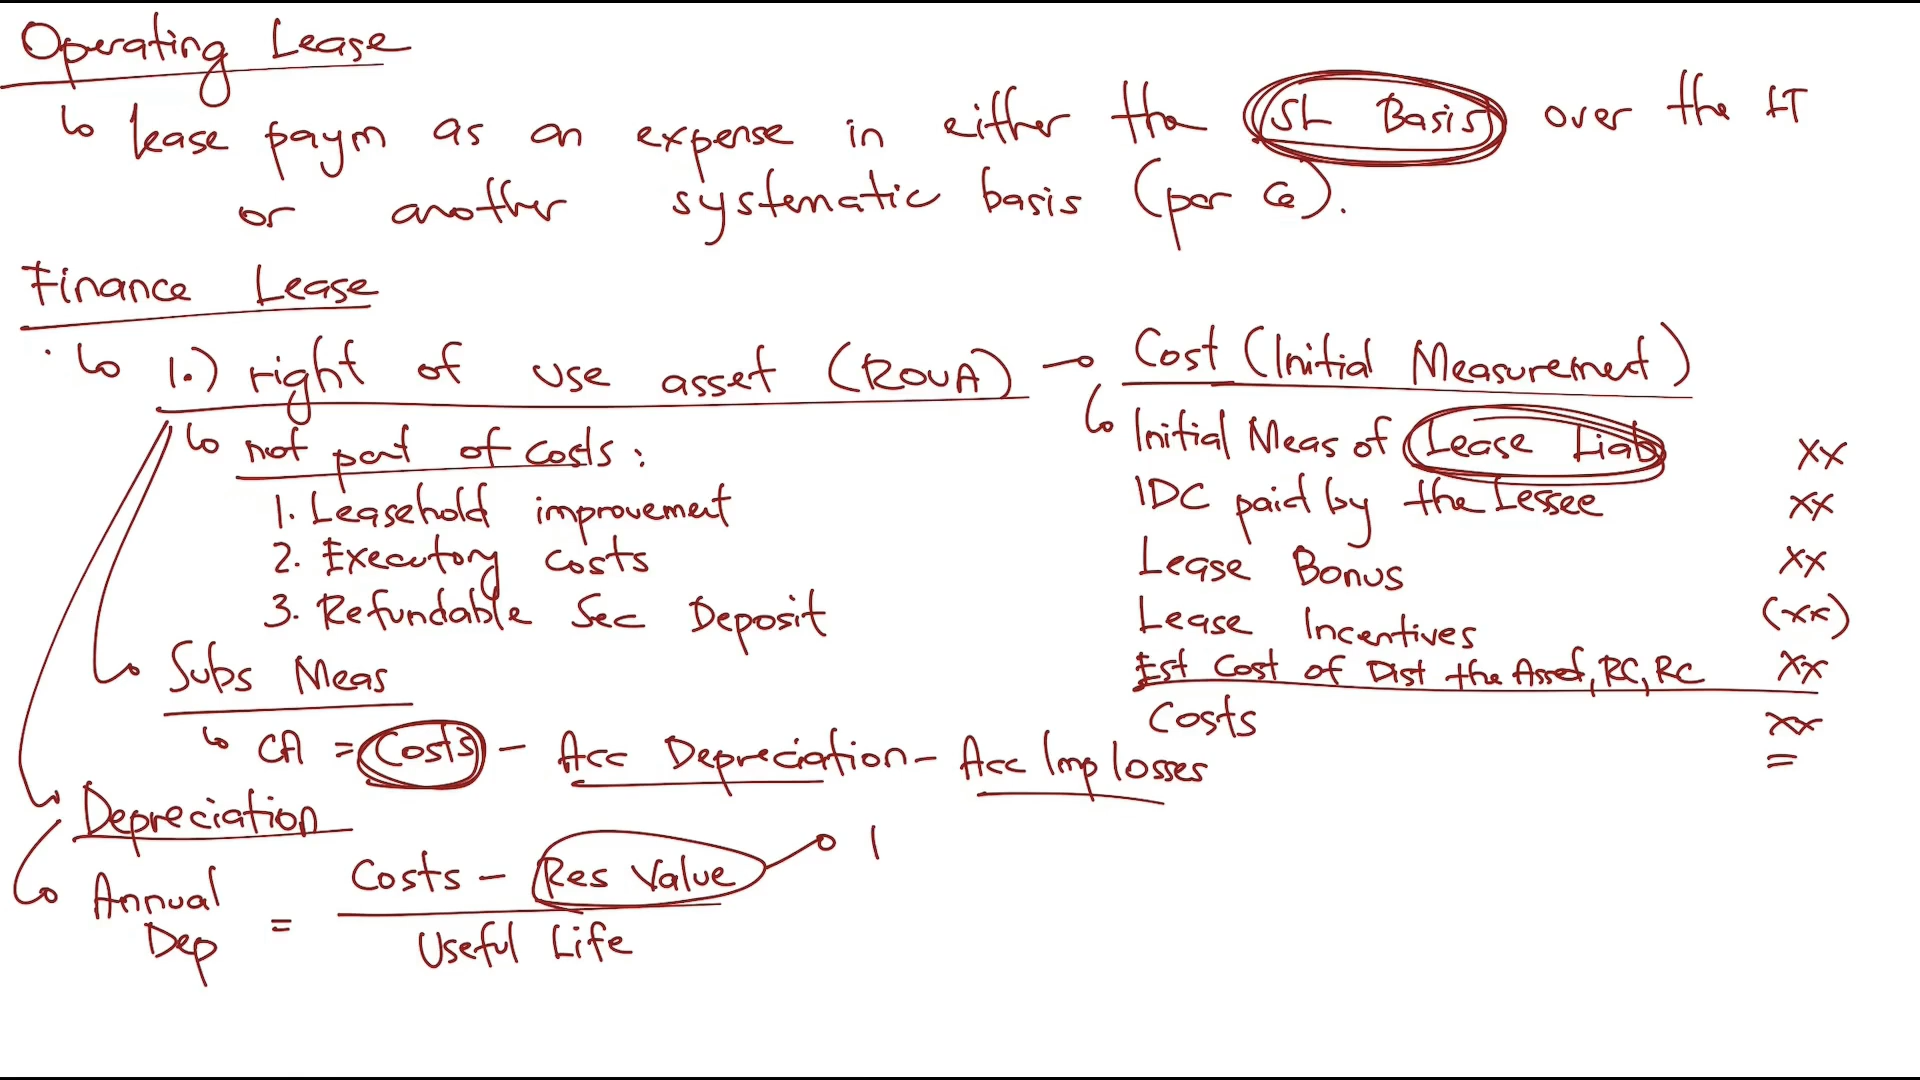 Operating Lease
lease paym as an expense in either the SL Basis over the LT
or another systematic basis (per Ce).
Finance Lease
1.) right of use asset (ROUA)
not part of costs:
1. Leasehold improvement
2. Executory costs
3. Refundable Sec Deposit
Cost (Initial Measurement)
Initial Meas of Lease Liab xx
IDC paid by the Lessee xx
Lease Bonus xx
Lease Incentives (xx)
Est Cost of Dist the Asset, RC, RC xx
Costs xx
=
Subs Meas
CA = Costs - Acc Depreciation - Acc Imp losses
Depreciation
Annual Dep = Costs - Res Value
Useful Life